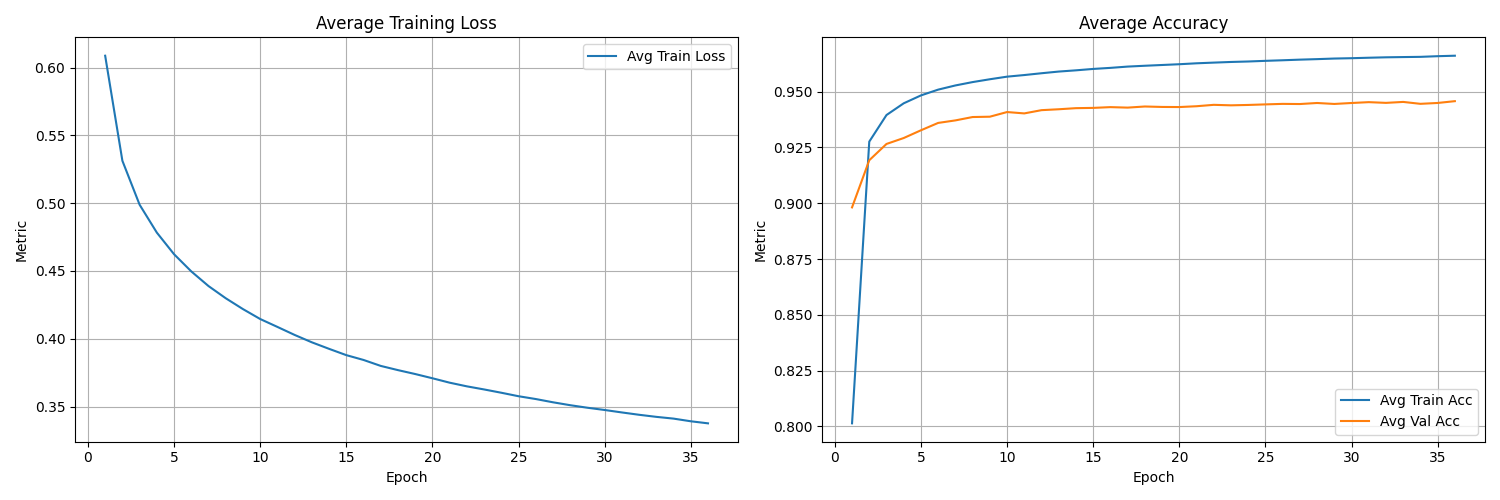 Average Training Loss
Avg Train Loss
0.60
0.55
0.50
0.45
0.40
0.35
Metric
0 5 10 15 20 25 30 35
Epoch
Average Accuracy
0.950
0.925
0.900
0.875
0.850
0.825
0.800
Metric
Avg Train Acc
Avg Val Acc
0 5 10 15 20 25 30 35
Epoch